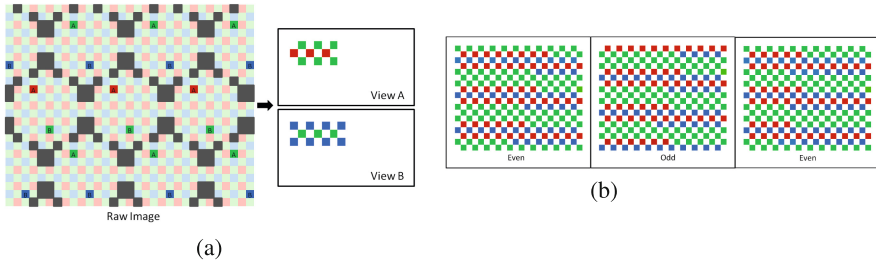 A A A
B B B B
A A A
B B B
A A A
B B B B
Raw Image
View A
View B
(a)
Even Odd Even
(b)